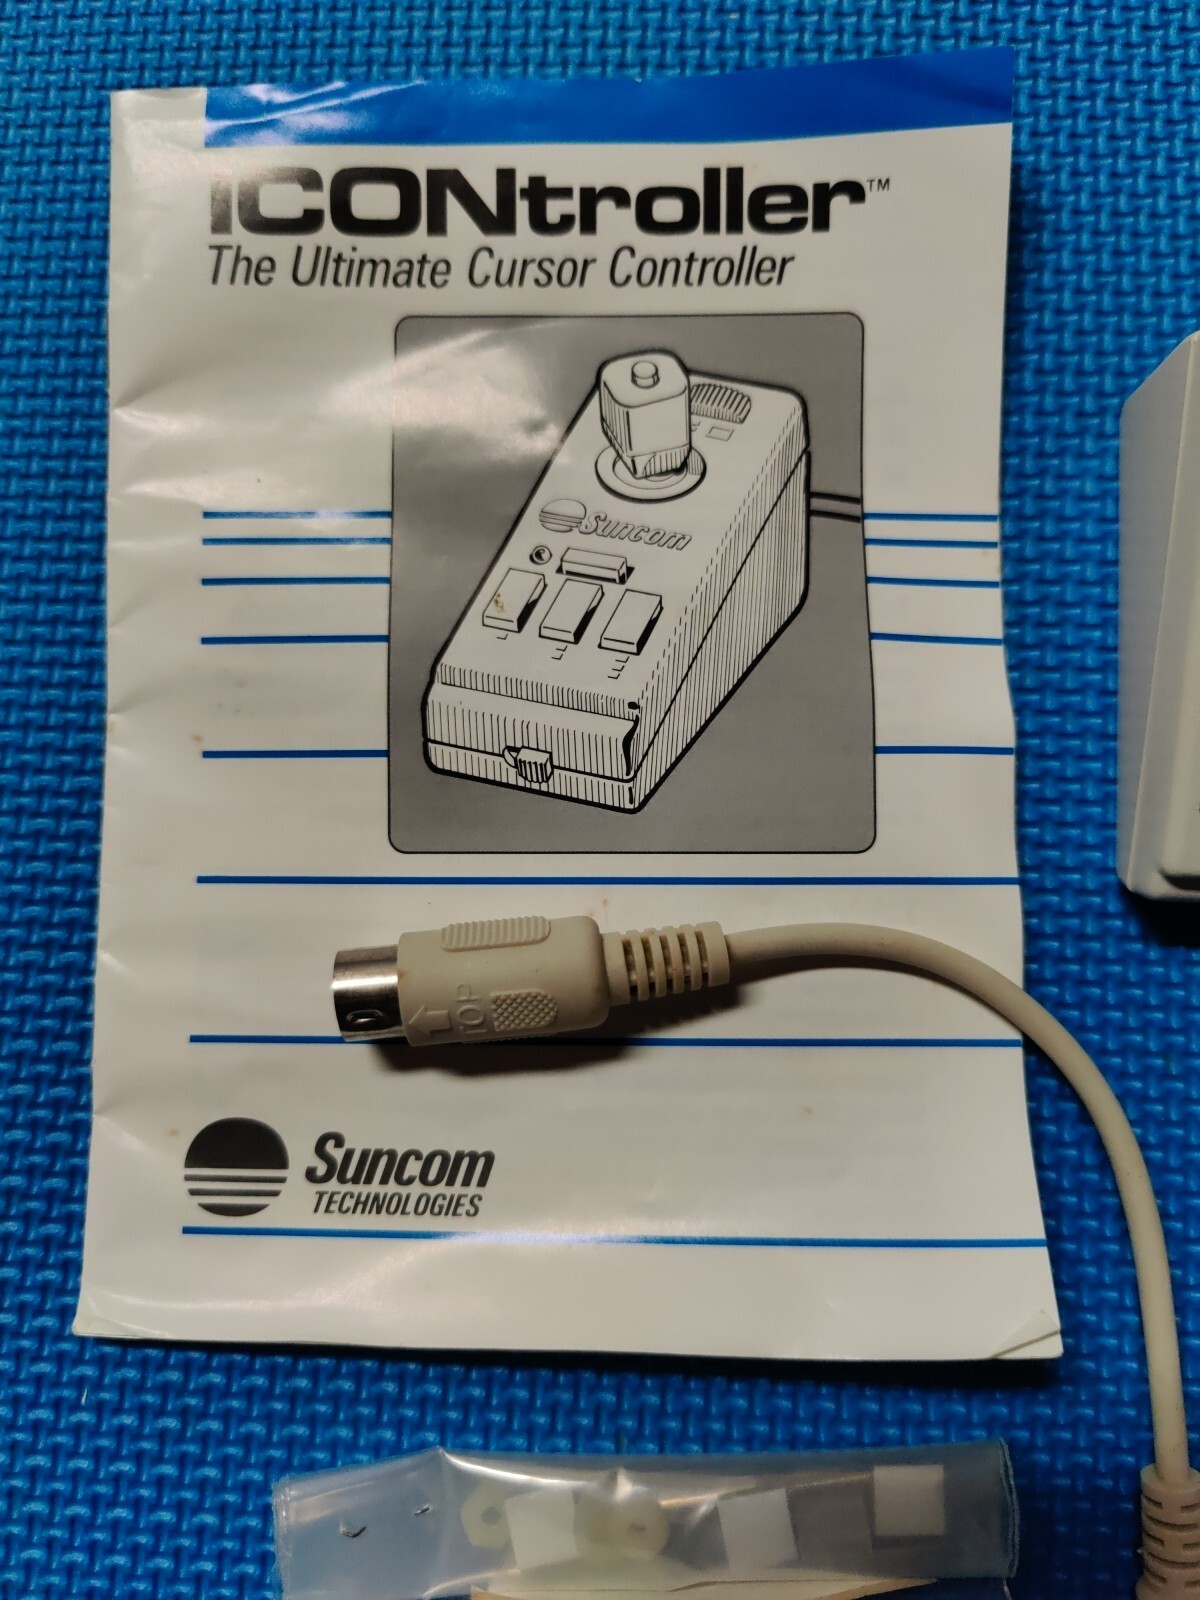 ICONtroller™
The Ultimate Cursor Controller
Suncom
TOP
Suncom
TECHNOLOGIES